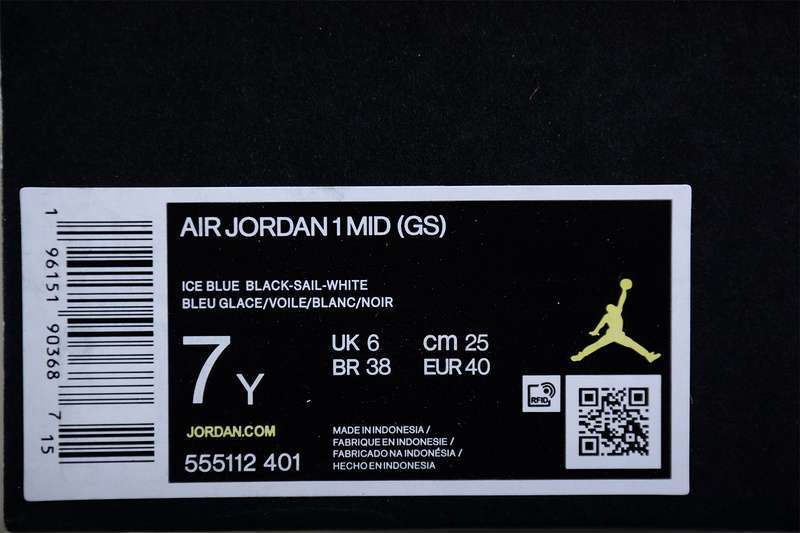 1 96151 90368 7 15
AIR JORDAN 1 MID (GS)
ICE BLUE BLACK-SAIL-WHITE
BLEU GLACE/VOILE/BLANC/NOIR
7 Y
UK 6 cm 25
BR 38 EUR 40
RFID
JORDAN.COM
555112 401
MADE IN INDONESIA /
FABRIQUE EN INDONESIE /
FABRICADO NA INDONÉSIA /
HECHO EN INDONESIA